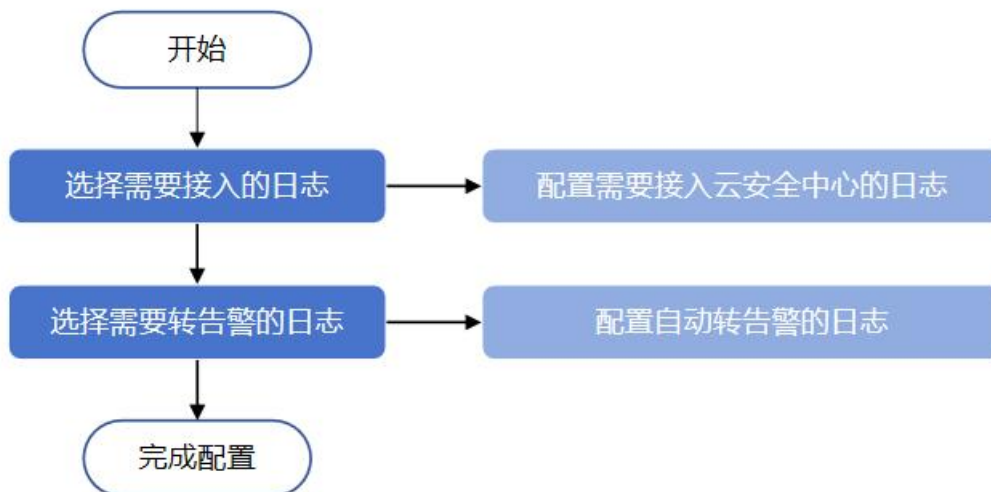 开始
选择需要接入的日志
配置需要接入云安全中心的日志
选择需要转告警的日志
配置自动转告警的日志
完成配置